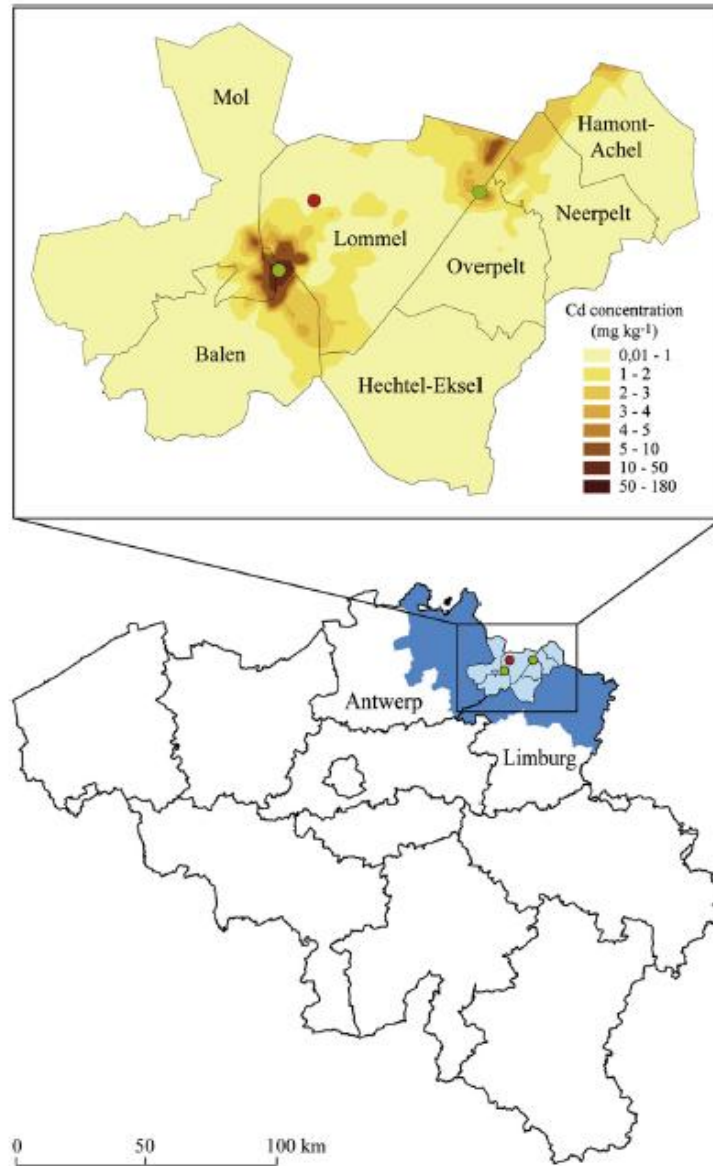 Mol
Hamont-
Achel
Neerpelt
Lommel
Overpelt
Balen
Hechtel-Eksel
Cd concentration
(mg kg-1)
0,01 - 1
1 - 2
2 - 3
3 - 4
4 - 5
5 - 10
10 - 50
50 - 180
Antwerp
Limburg
0 50 100 km